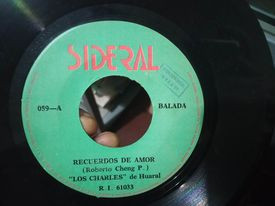 SIDERAL
059—A
BALADA
RECUERDOS DE AMOR
(Roberto Cheng P.)
"LOS CHARLES" de Huaral
R. I. 61033